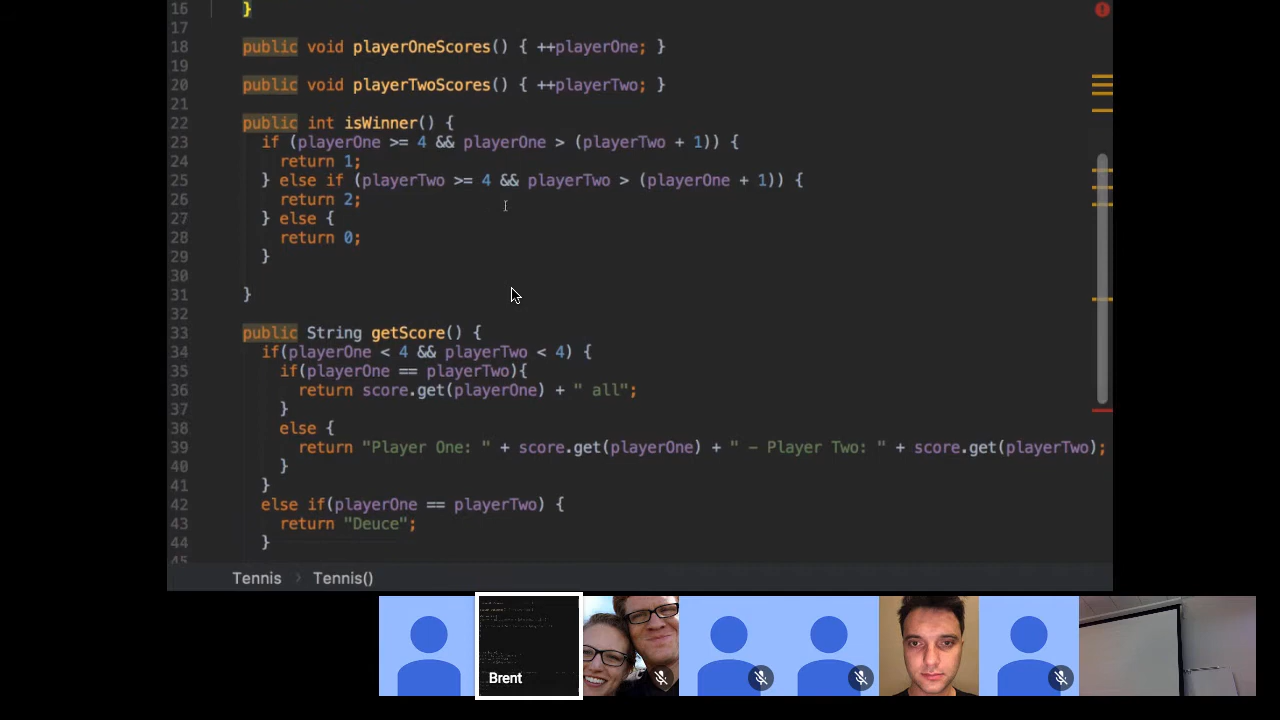 16 }
17
18 public void playerOneScores() { ++playerOne; }
19
20 public void playerTwoScores() { ++playerTwo; }
21
22 public int isWinner() {
23 if (playerOne >= 4 && playerOne > (playerTwo + 1)) {
24 return 1;
25 } else if (playerTwo >= 4 && playerTwo > (playerOne + 1)) {
26 return 2;
27 } else {
28 return 0;
29 }
30
31 }
32
33 public String getScore() {
34 if(playerOne < 4 && playerTwo < 4) {
35 if(playerOne == playerTwo){
36 return score.get(playerOne) + " all";
37 }
38 else {
39 return "Player One: " + score.get(playerOne) + " – Player Two: " + score.get(playerTwo);
40 }
41 }
42 else if(playerOne == playerTwo) {
43 return "Deuce";
44 }
45
Tennis › Tennis()
Brent